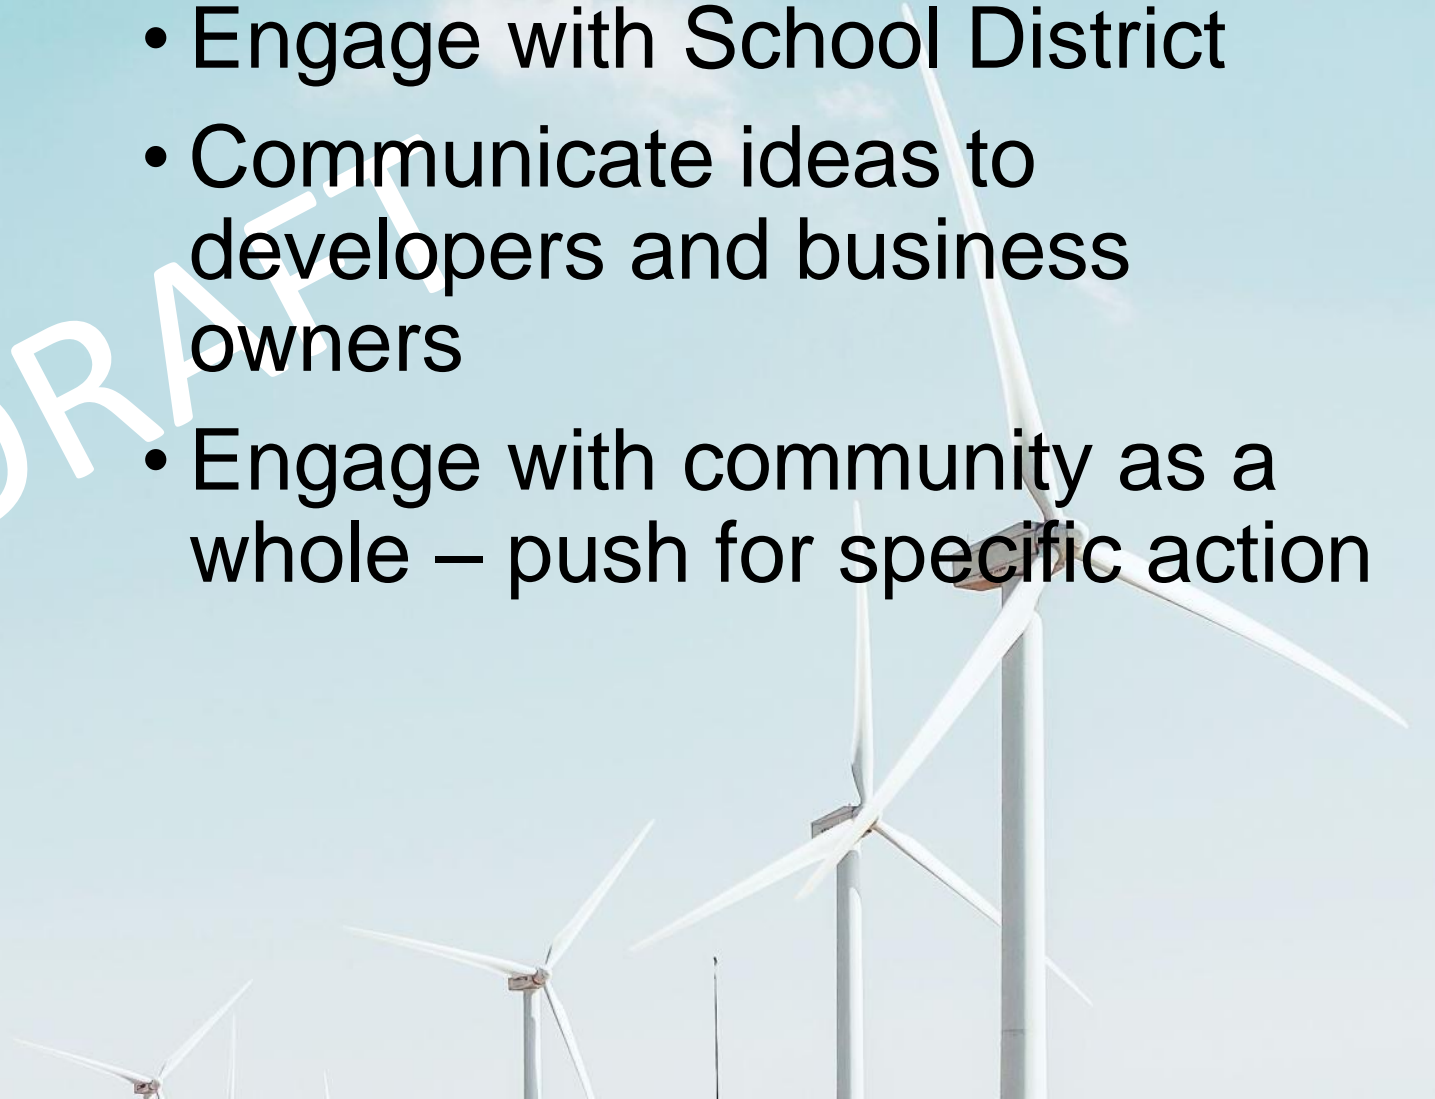 • Engage with School District
• Communicate ideas to
developers and business
owners
• Engage with community as a
whole – push for specific action
DRAFT